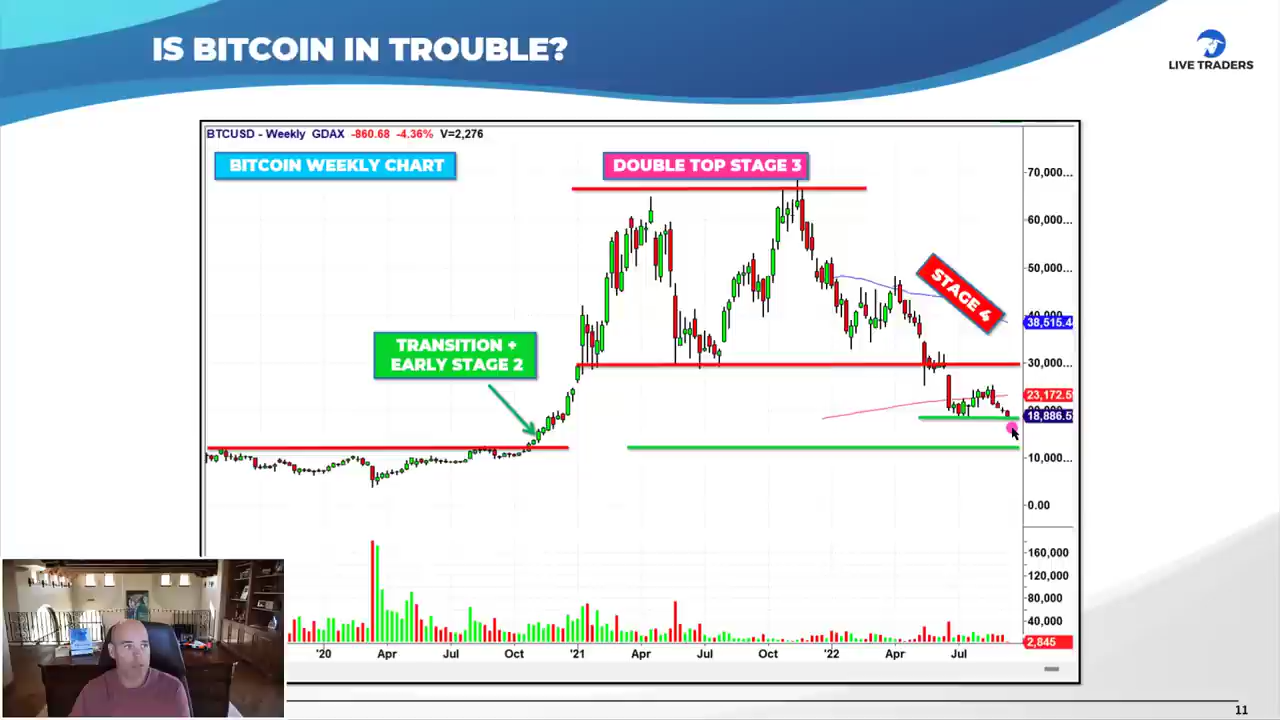 IS BITCOIN IN TROUBLE?
LIVE TRADERS
BTCUSD - Weekly GDAX -860.68 -4.36% V=2,276
BITCOIN WEEKLY CHART
DOUBLE TOP STAGE 3
70,000...
60,000...
50,000...
STAGE 4
38,515.4
TRANSITION +
EARLY STAGE 2
30,000...
23,172.5
18,886.5
10,000...
0.00
160,000
120,000
80,000
40,000
2,845
'20 Apr Jul Oct '21 Apr Jul Oct '22 Apr Jul
11